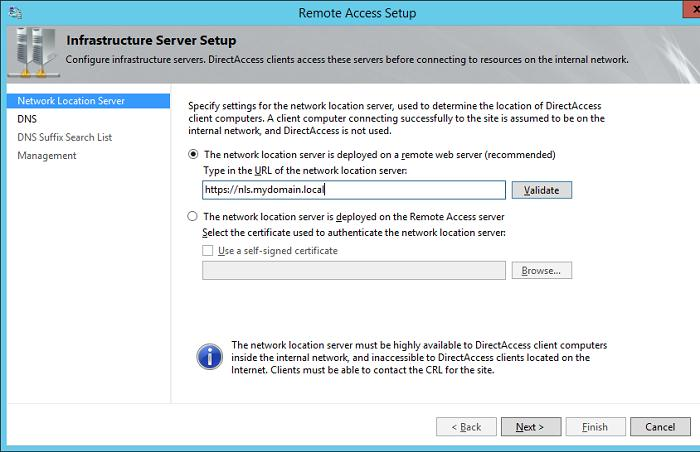 Remote Access Setup
Infrastructure Server Setup
Configure infrastructure servers. DirectAccess clients access these servers before connecting to resources on the internal network.
Network Location Server
DNS
DNS Suffix Search List
Management
Specify settings for the network location server, used to determine the location of DirectAccess
client computers. A client computer connecting successfully to the site is assumed to be on the
internal network, and DirectAccess is not used.
The network location server is deployed on a remote web server (recommended)
Type in the URL of the network location server:
https://nls.mydomain.local
Validate
The network location server is deployed on the Remote Access server
Select the certificate used to authenticate the network location server:
Use a self-signed certificate
Browse...
The network location server must be highly available to DirectAccess client computers
inside the internal network, and inaccessible to DirectAccess clients located on the
Internet. Clients must be able to contact the CRL for the site.
< Back
Next >
Finish
Cancel